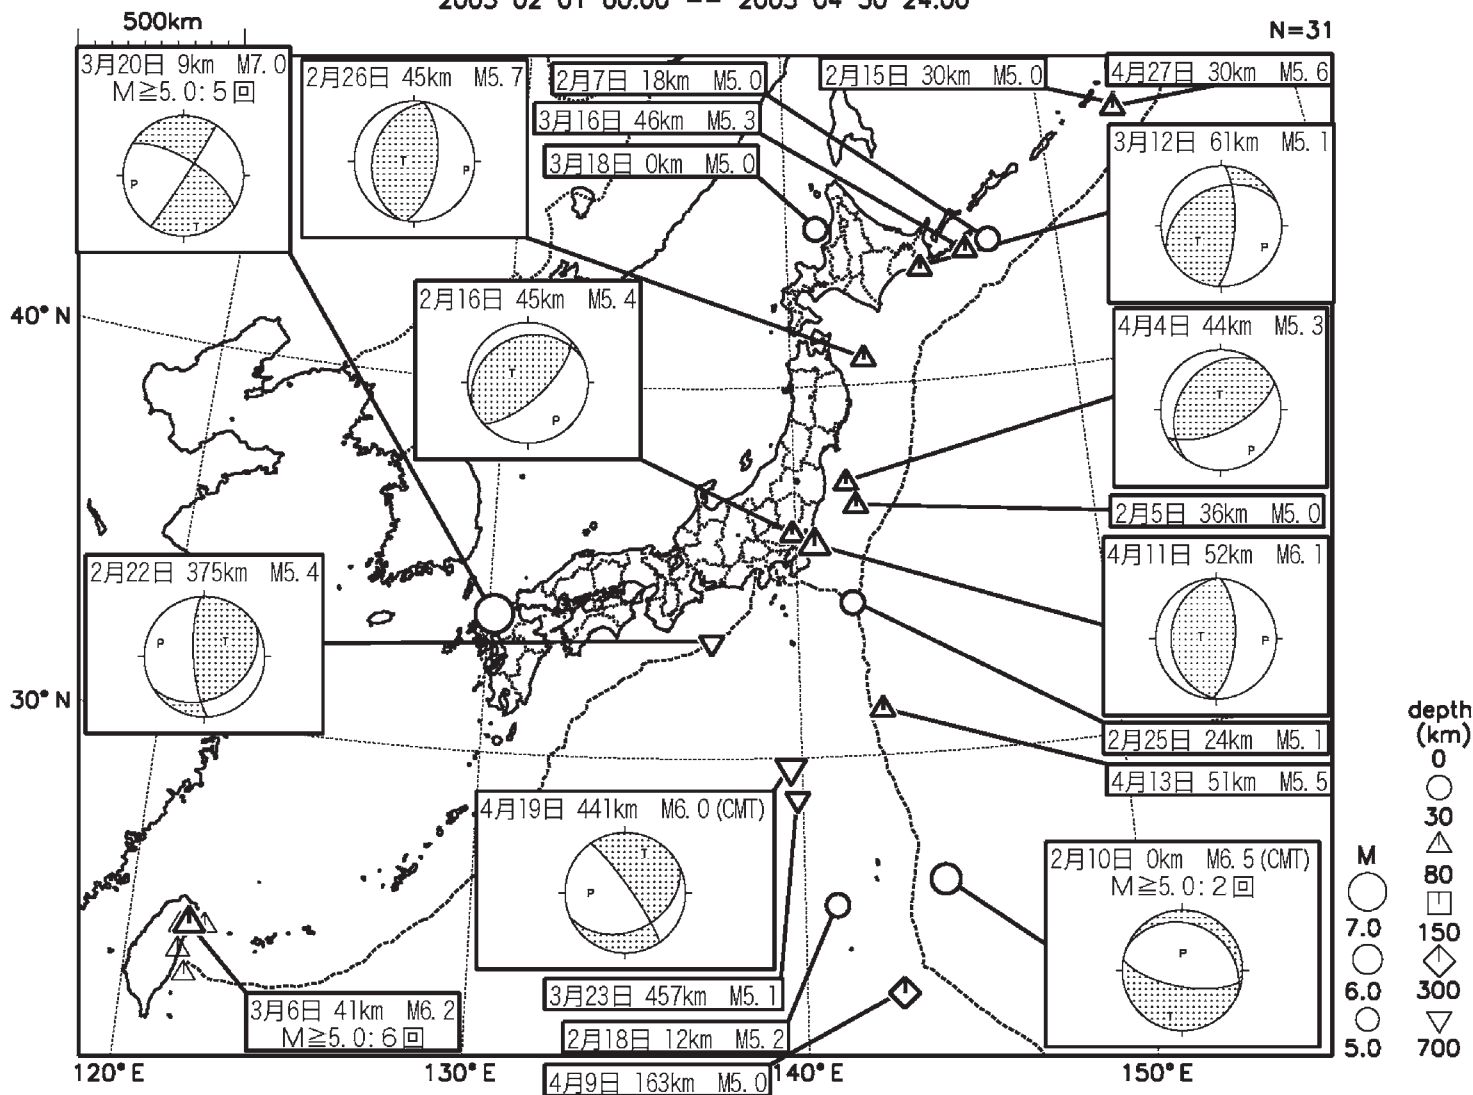 2005 02 01 00:00 -- 2005 04 30 24:00
500km
N=31
3月20日 9km M7.0
M≧5.0:5回
P
T
2月26日 45km M5.7
T
P
2月7日 18km M5.0
3月16日 46km M5.3
3月18日 0km M5.0
2月15日 30km M5.0
4月27日 30km M5.6
3月12日 61km M5.1
T
P
40°N
2月16日 45km M5.4
T
P
4月4日 44km M5.3
T
P
2月5日 36km M5.0
4月11日 52km M6.1
T
P
2月22日 375km M5.4
P
T
30°N
2月25日 24km M5.1
4月13日 51km M5.5
4月19日 441km M6.0(CMT)
T
P
2月10日 0km M6.5(CMT)
M≧5.0:2回
P
T
3月23日 457km M5.1
3月6日 41km M6.2
M≧5.0:6回
2月18日 12km M5.2
4月9日 163km M5.0
120°E
130°E
140°E
150°E
M
7.0
6.0
5.0
depth
(km)
0
30
80
150
300
700